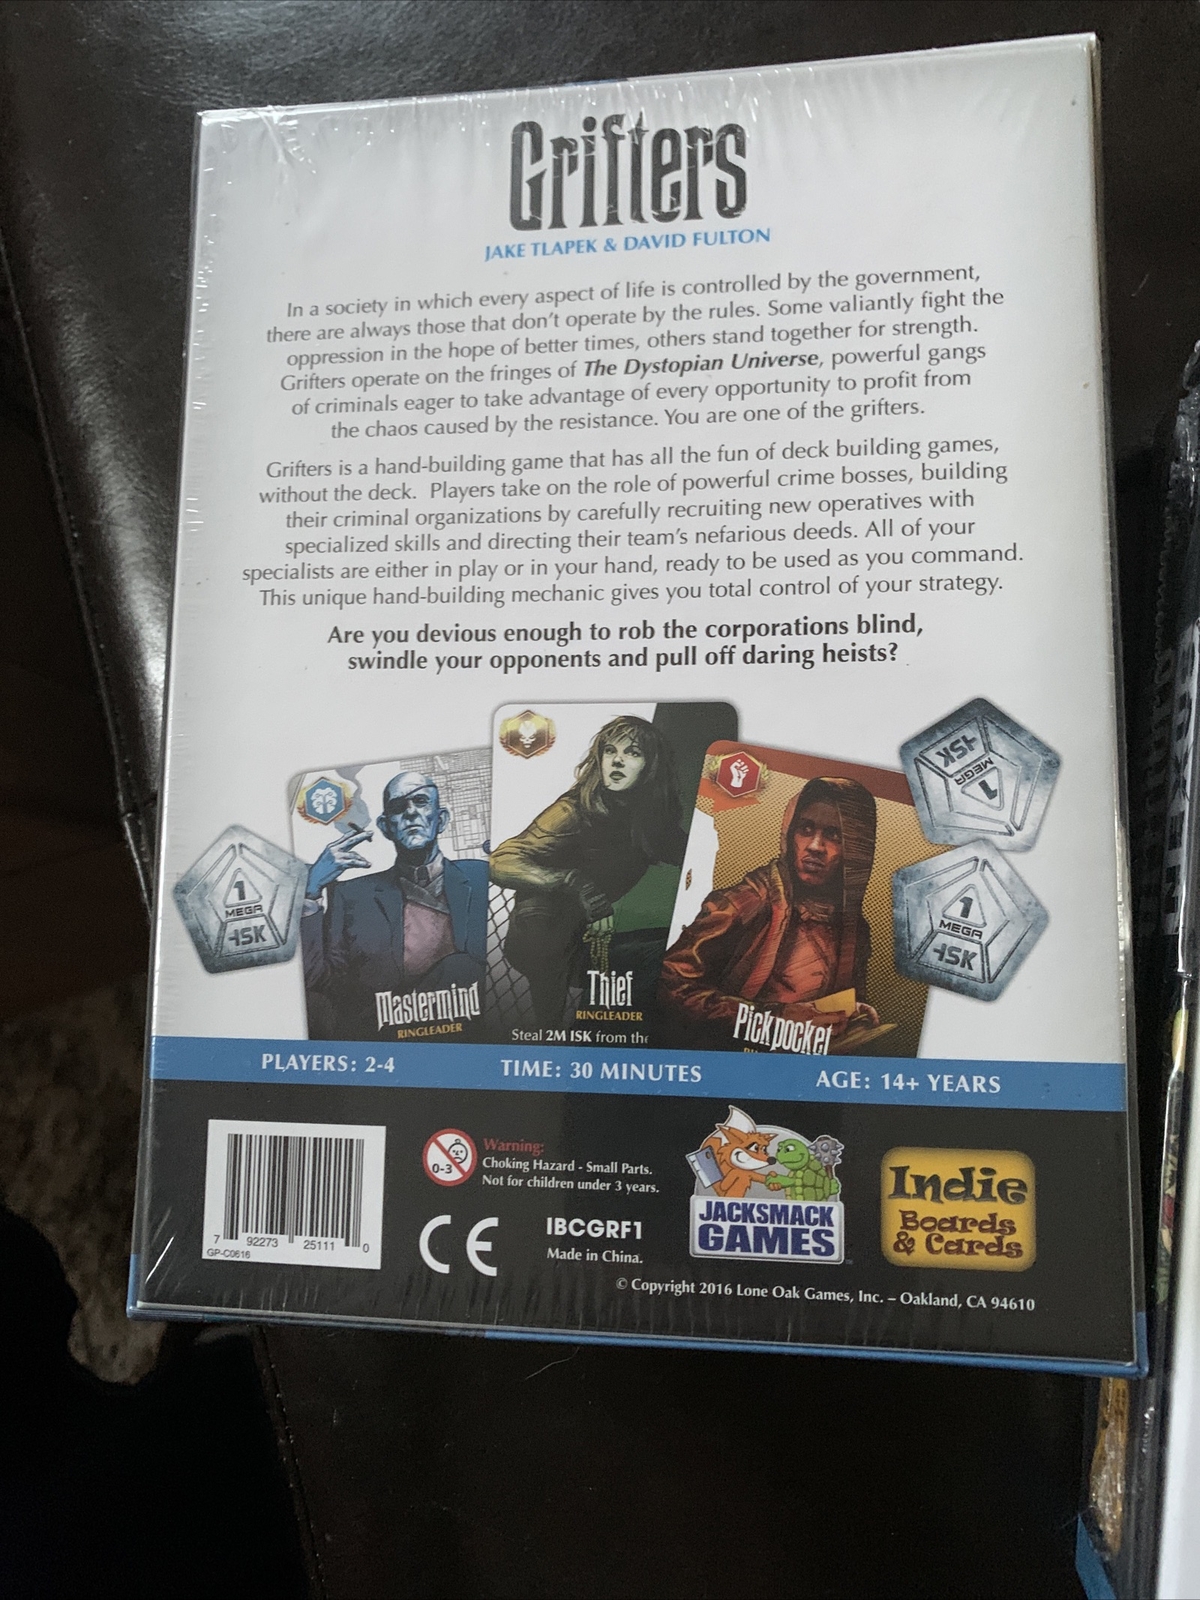 Grifters
JAKE TLAPEK & DAVID FULTON
In a society in which every aspect of life is controlled by the government,
there are always those that don't operate by the rules. Some valiantly fight the
oppression in the hope of better times, others stand together for strength.
Grifters operate on the fringes of The Dystopian Universe, powerful gangs
of criminals eager to take advantage of every opportunity to profit from
the chaos caused by the resistance. You are one of the grifters.
Grifters is a hand-building game that has all the fun of deck building games,
without the deck. Players take on the role of powerful crime bosses, building
their criminal organizations by carefully recruiting new operatives with
specialized skills and directing their team's nefarious deeds. All of your
specialists are either in play or in your hand, ready to be used as you command.
This unique hand-building mechanic gives you total control of your strategy.
Are you devious enough to rob the corporations blind,
swindle your opponents and pull off daring heists?
1
MEGA
ISK
Mastermind
RINGLEADER
Thief
RINGLEADER
Steal 2M ISK from the
Pickpocket
1
MEGA
ISK
1
MEGA
ISK
PLAYERS: 2-4
TIME: 30 MINUTES
AGE: 14+ YEARS
7 92273 25111 0
GP-C0616
0-3
Warning:
Choking Hazard - Small Parts.
Not for children under 3 years.
CE
IBCGRF1
Made in China.
JACKSMACK
GAMES
Indie
Boards
& Cards
© Copyright 2016 Lone Oak Games, Inc. – Oakland, CA 94610